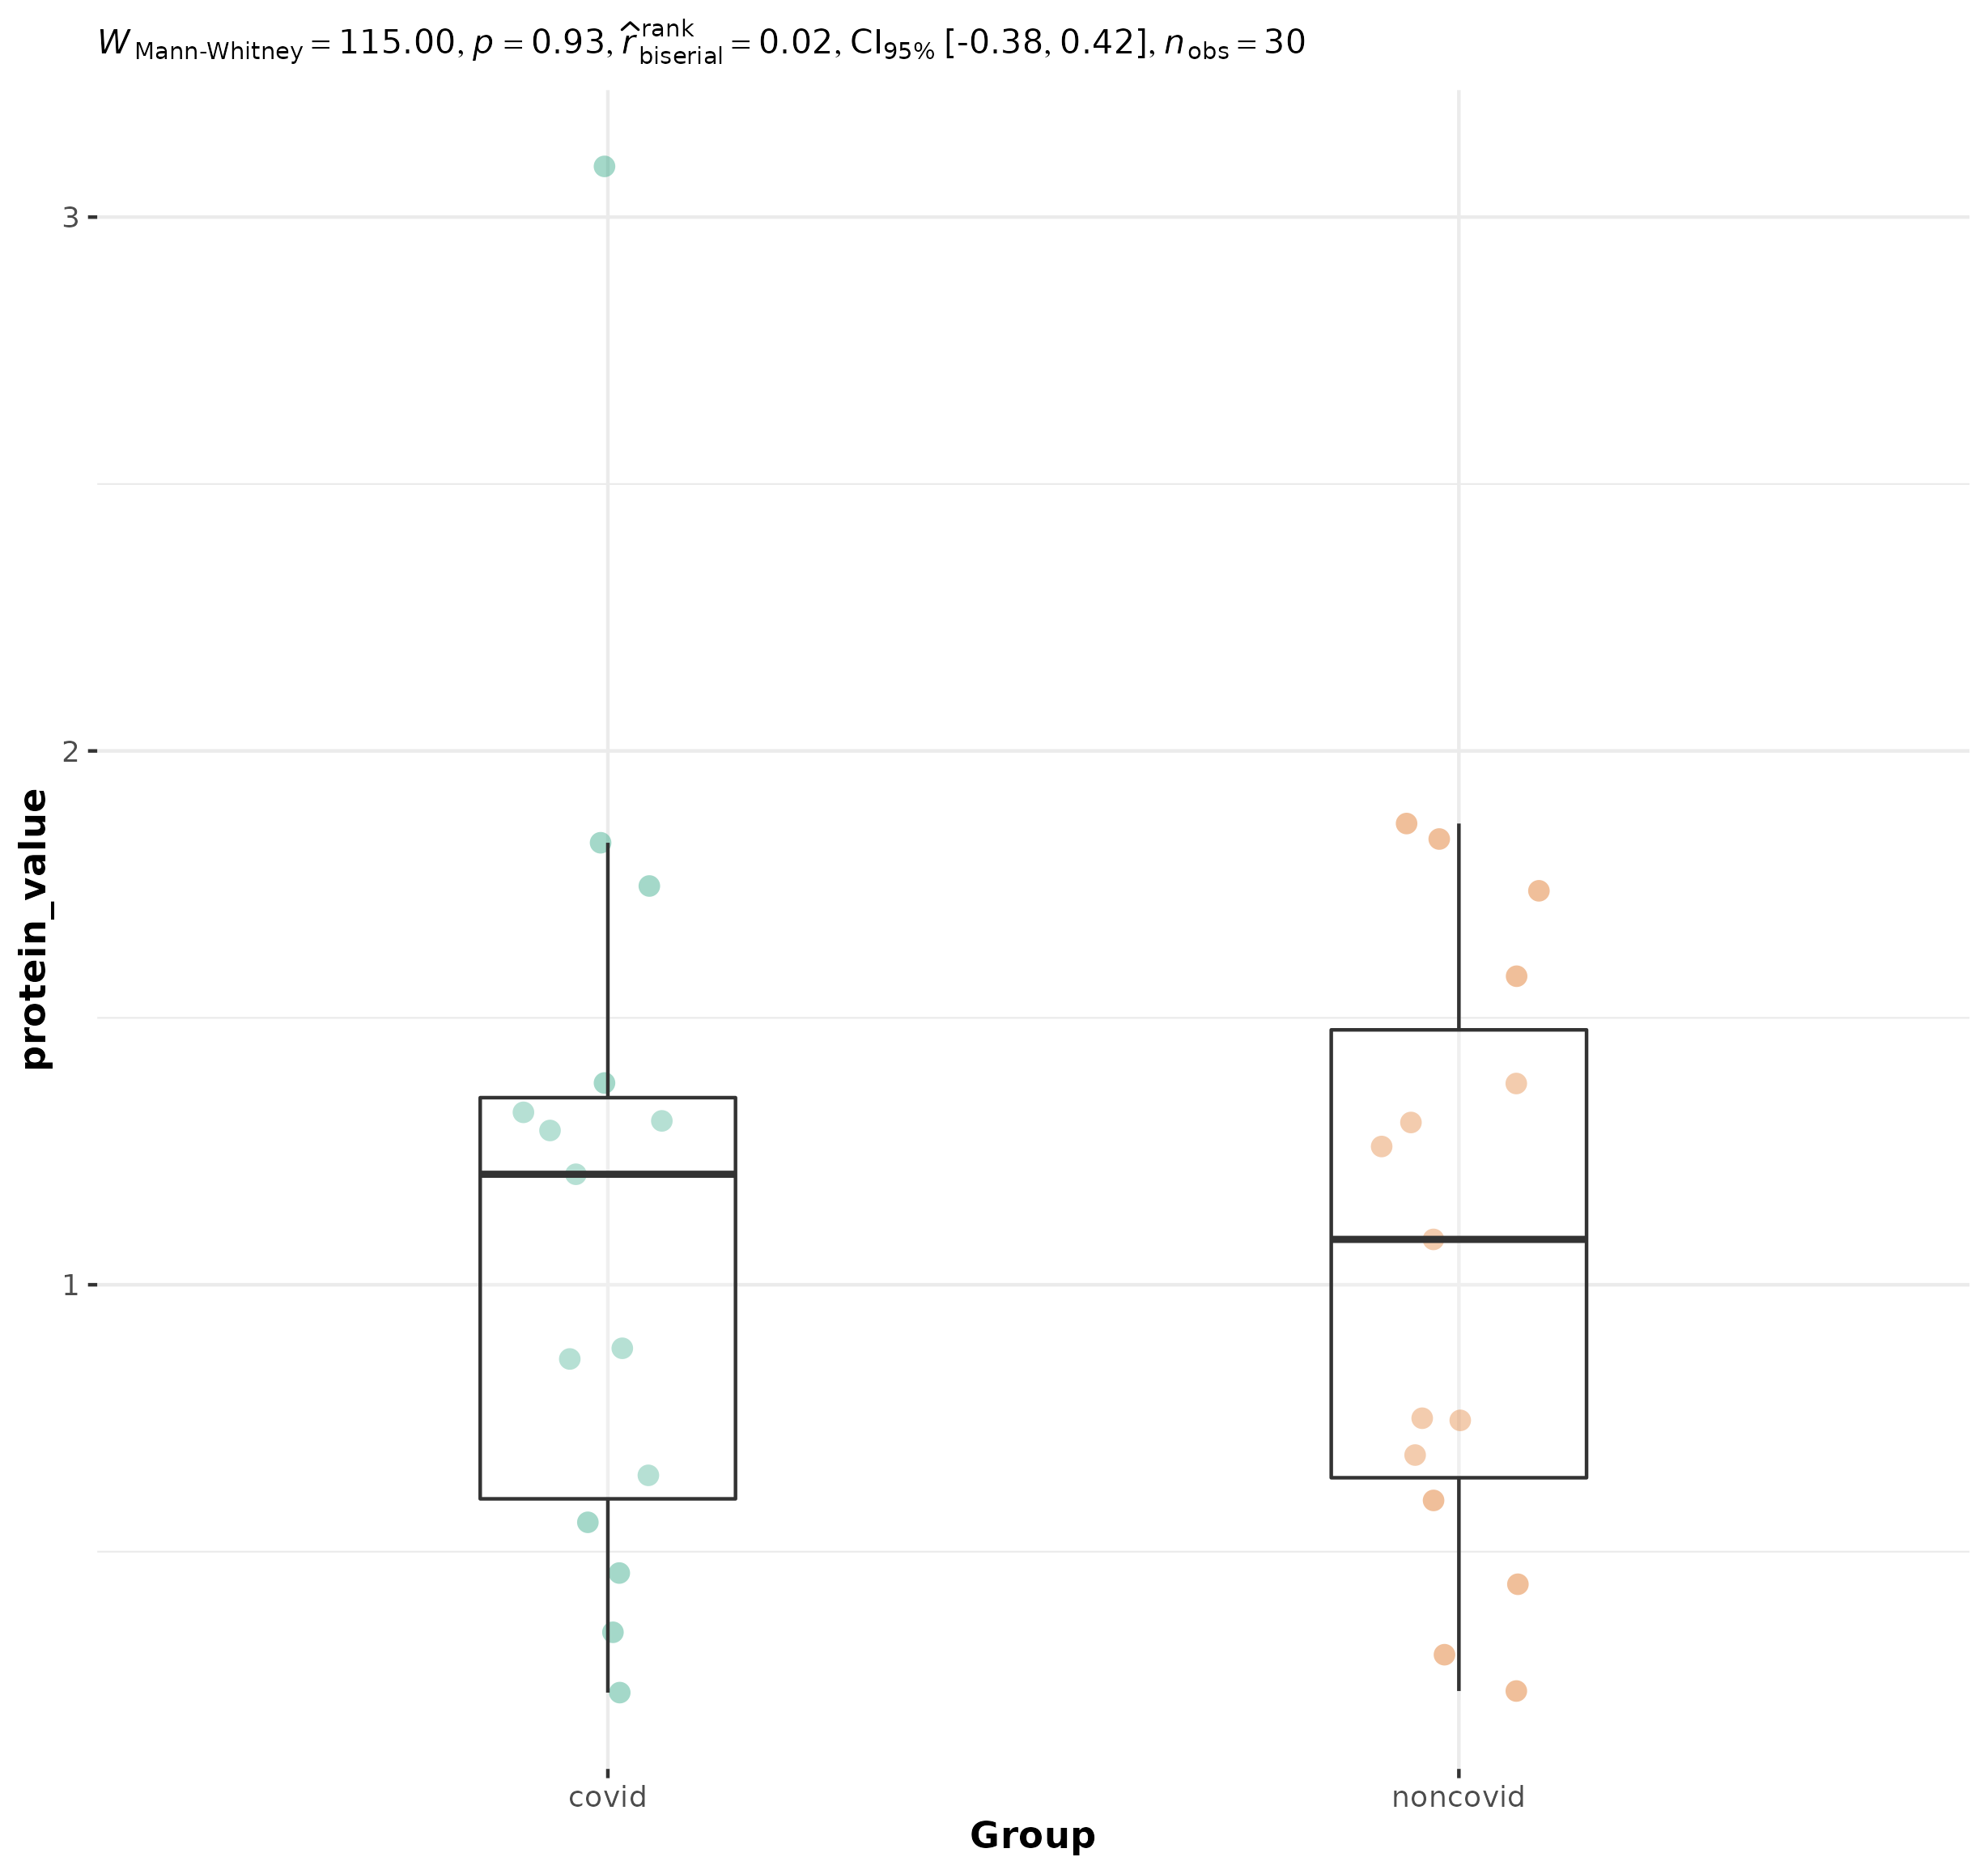 W Mann-Whitney = 115.00, p = 0.93, r̂ rank biserial = 0.02, CI95% [-0.38, 0.42], n obs = 30
3
2
1
protein_value
covid noncovid
Group